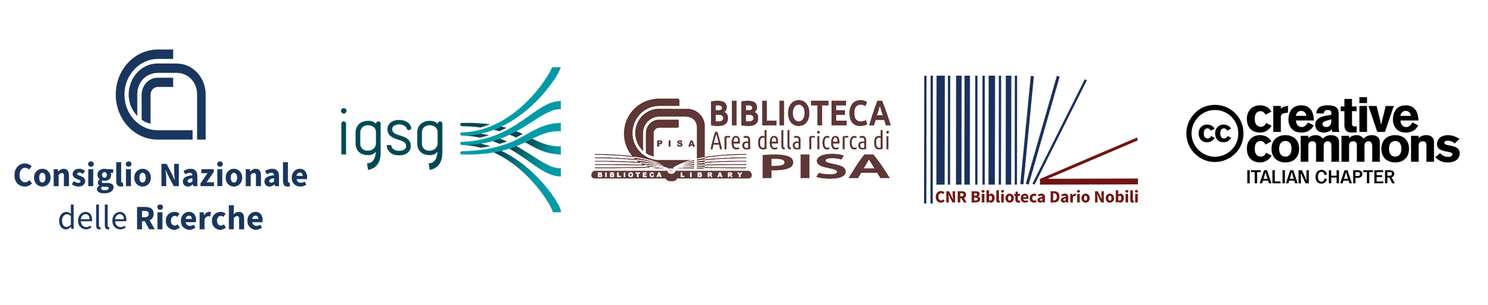 Consiglio Nazionale
delle Ricerche
igsg
BIBLIOTECA
Area della ricerca di
PISA
PISA
BIBLIOTECA LIBRARY
CNR Biblioteca Dario Nobili
cc
creative
commons
ITALIAN CHAPTER